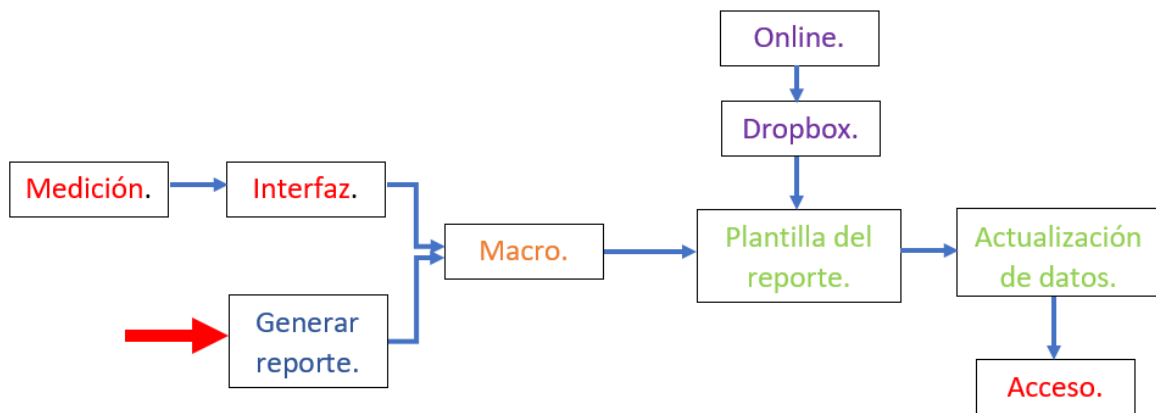 Online.
Dropbox.
Medición.
Interfaz.
Macro.
Plantilla del
reporte.
Actualización
de datos.
Generar
reporte.
Acceso.